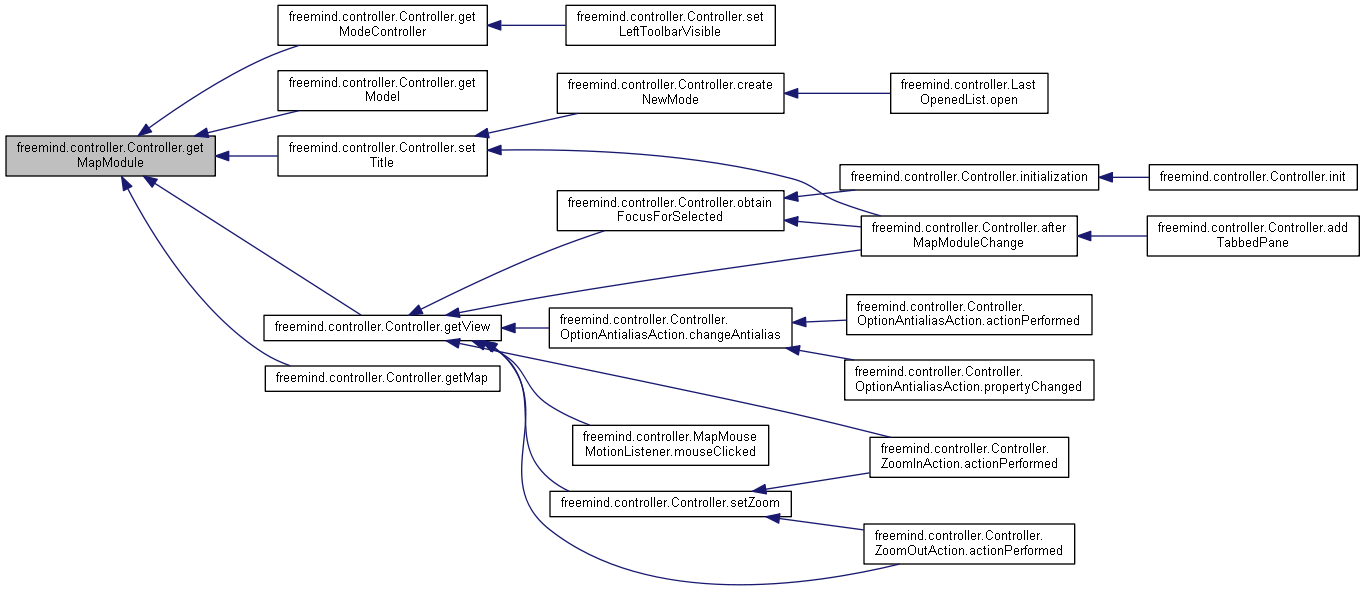 freemind.controller.Controller.get
MapModule
freemind.controller.Controller.get
ModeController
freemind.controller.Controller.set
LeftToolbarVisible
freemind.controller.Controller.get
Model
freemind.controller.Controller.set
Title
freemind.controller.Controller.create
NewMode
freemind.controller.Last
OpenedList.open
freemind.controller.Controller.obtain
FocusForSelected
freemind.controller.Controller.initialization
freemind.controller.Controller.init
freemind.controller.Controller.after
MapModuleChange
freemind.controller.Controller.add
TabbedPane
freemind.controller.Controller.getView
freemind.controller.Controller.
OptionAntialiasAction.changeAntialias
freemind.controller.Controller.
OptionAntialiasAction.actionPerformed
freemind.controller.Controller.
OptionAntialiasAction.propertyChanged
freemind.controller.Controller.getMap
freemind.controller.MapMouse
MotionListener.mouseClicked
freemind.controller.Controller.
ZoomInAction.actionPerformed
freemind.controller.Controller.setZoom
freemind.controller.Controller.
ZoomOutAction.actionPerformed